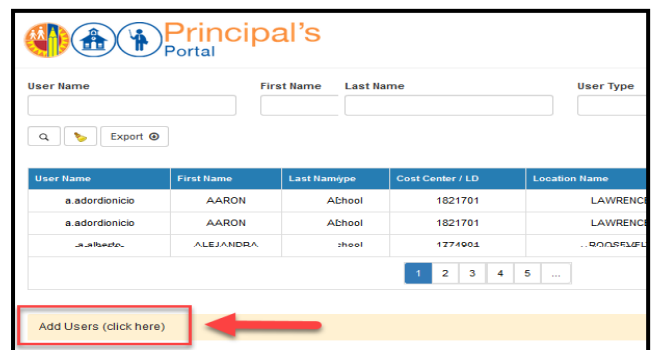 Principal's
Portal
User Name First Name Last Name User Type
Export
User Name First Name Last Name Cost Center / LD Location Name
a.adordionicio AARON 1821701 LAWRENCE
a.adordionicio AARON 1821701 LAWRENCE
1 2 3 4 5 ...
Add Users (click here)